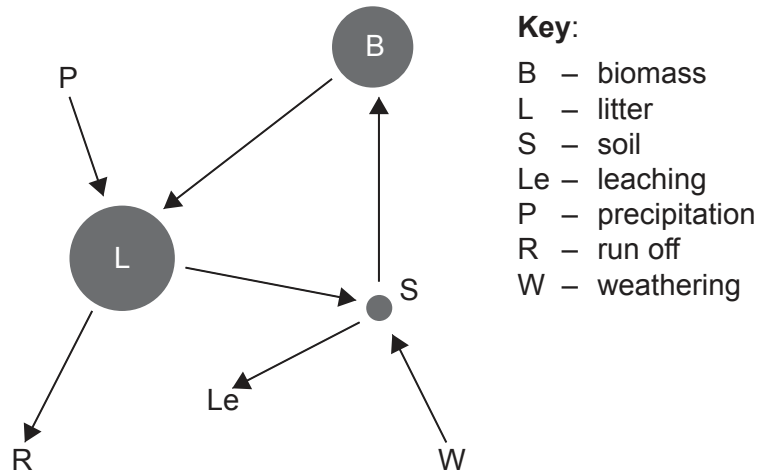 B
P
L
S
Le
R
W
Key:
B – biomass
L – litter
S – soil
Le – leaching
P – precipitation
R – run off
W – weathering